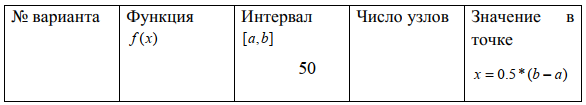 № варианта
Функция
f(x)
Интервал
[a,b]
50
Число узлов
Значение в
точке
x = 0.5*(b − a)